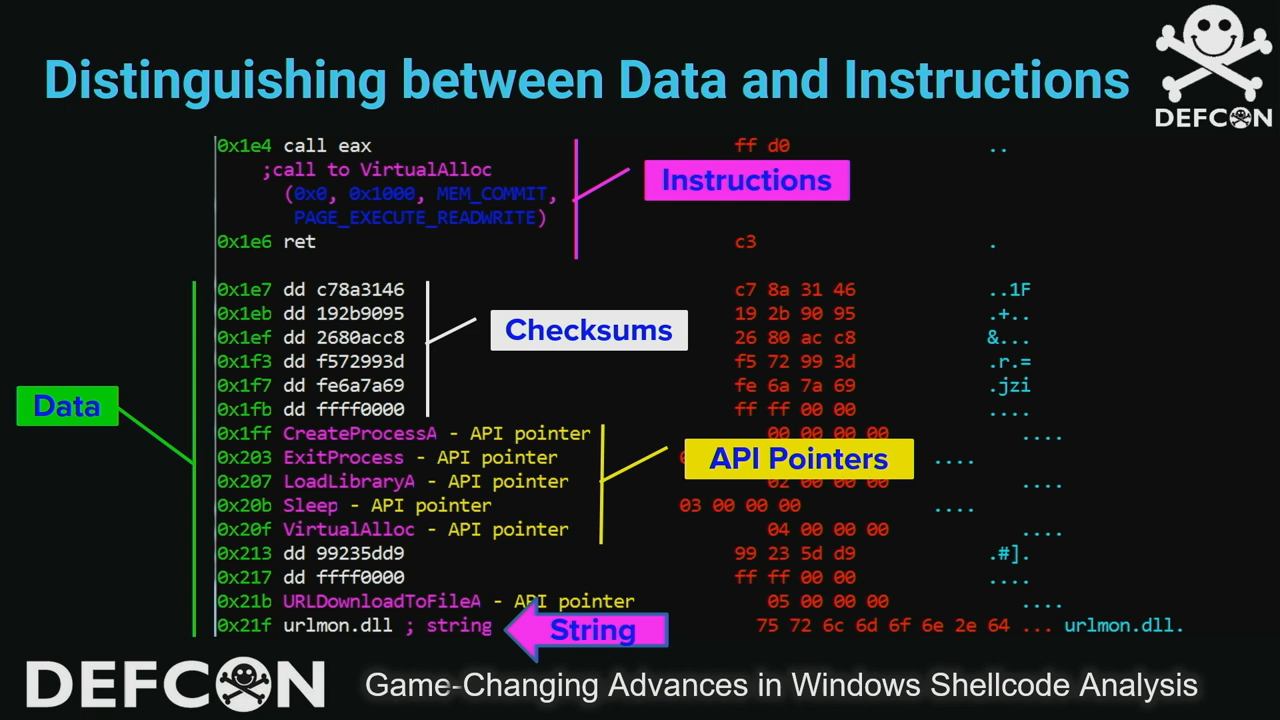 Distinguishing between Data and Instructions
DEFCON
0x1e4 call eax ff d0 ..
;call to VirtualAlloc
(0x0, 0x1000, MEM_COMMIT,
PAGE_EXECUTE_READWRITE)
Instructions
0x1e6 ret c3 .
0x1e7 dd c78a3146 c7 8a 31 46 ..1F
0x1eb dd 192b9095 19 2b 90 95 .+..
0x1ef dd 2680acc8 26 80 ac c8 &...
Checksums
0x1f3 dd f572993d f5 72 99 3d .r.=
0x1f7 dd fe6a7a69 fe 6a 7a 69 .jzi
0x1fb dd ffff0000 ff ff 00 00 ....
Data
0x1ff CreateProcessA - API pointer 00 00 00 00 ....
0x203 ExitProcess - API pointer ....
API Pointers
0x207 LoadLibraryA - API pointer 02 00 00 00 ....
0x20b Sleep - API pointer 03 00 00 00 ....
0x20f VirtualAlloc - API pointer 04 00 00 00 ....
0x213 dd 99235dd9 99 23 5d d9 .#].
0x217 dd ffff0000 ff ff 00 00 ....
0x21b URLDownloadToFileA - API pointer 05 00 00 00 ....
0x21f urlmon.dll ; string 75 72 6c 6d 6f 6e 2e 64 ... urlmon.dll.
String
DEFCON
Game-Changing Advances in Windows Shellcode Analysis